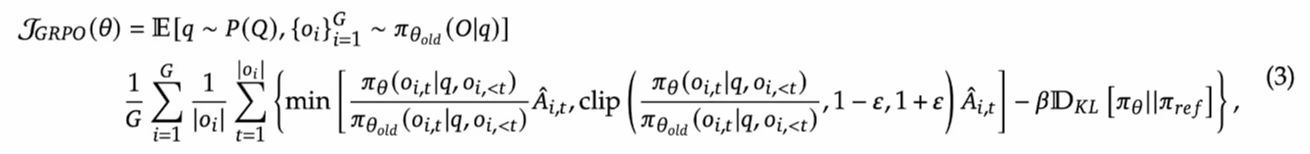 𝒥_{GRPO}(θ) = 𝔼[q ∼ P(Q), {o_i}_{i=1}^{G} ∼ π_{θ_{old}}(O|q)]
\frac{1}{G} \sum_{i=1}^{G} \frac{1}{|o_i|} \sum_{t=1}^{|o_i|} \left\{ \min \left[ \frac{π_θ(o_{i,t}|q, o_{i,<t})}{π_{θ_{old}}(o_{i,t}|q, o_{i,<t})} \hat{A}_{i,t}, \text{clip} \left( \frac{π_θ(o_{i,t}|q, o_{i,<t})}{π_{θ_{old}}(o_{i,t}|q, o_{i,<t})}, 1 − ε, 1 + ε \right) \hat{A}_{i,t} \right] − β𝔻_{KL} [π_θ||π_{ref}] \right\}, (3)